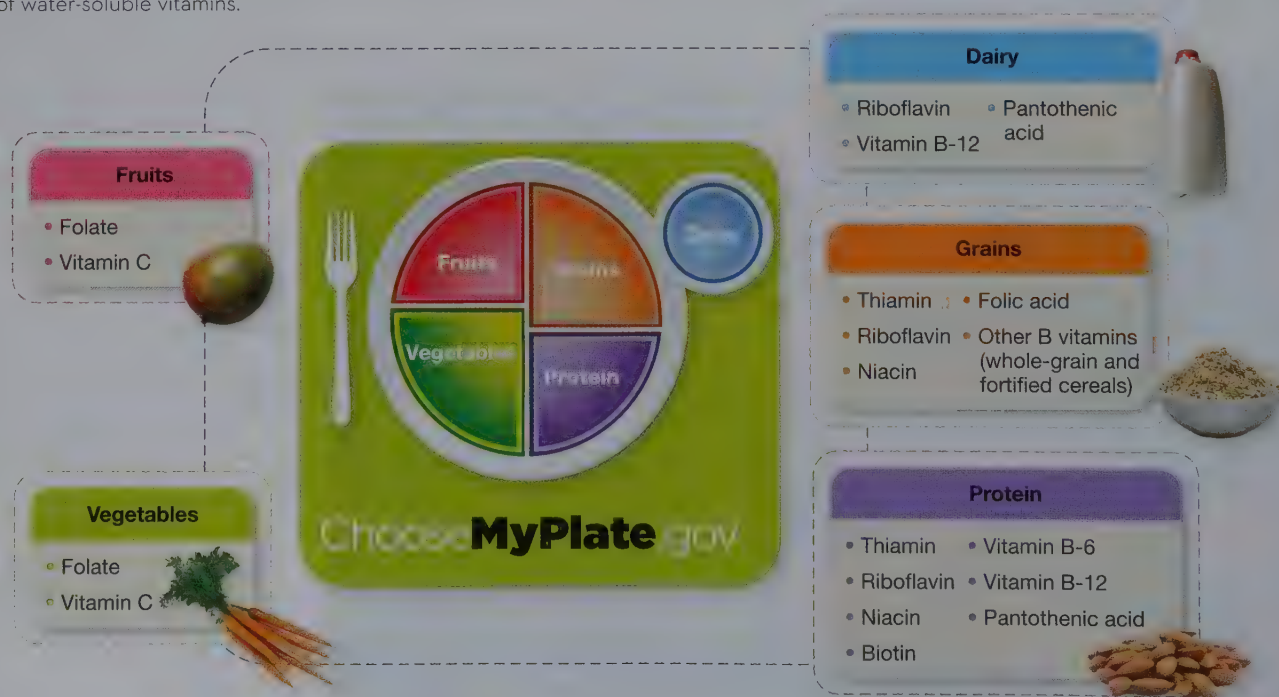 of water-soluble vitamins.
Fruits
• Folate
• Vitamin C
Vegetables
• Folate
• Vitamin C
Fruits
Grains
Vegetables
Protein
Dairy
ChooseMyPlate.gov
Dairy
• Riboflavin
• Vitamin B-12
• Pantothenic
acid
Grains
• Thiamin
• Riboflavin
• Niacin
• Folic acid
• Other B vitamins
(whole-grain and
fortified cereals)
Protein
• Thiamin
• Riboflavin
• Niacin
• Biotin
• Vitamin B-6
• Vitamin B-12
• Pantothenic acid